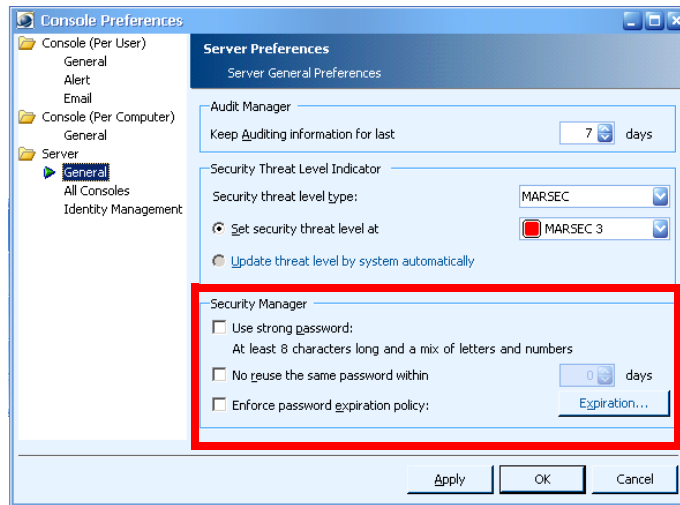 Console Preferences
Console (Per User)
General
Alert
Email
Console (Per Computer)
General
Server
General
All Consoles
Identity Management
Server Preferences
Server General Preferences
Audit Manager
Keep Auditing information for last 7 days
Security Threat Level Indicator
Security threat level type: MARSEC
Set security threat level at MARSEC 3
Update threat level by system automatically
Security Manager
Use strong password:
At least 8 characters long and a mix of letters and numbers
No reuse the same password within 0 days
Enforce password expiration policy: Expiration...
Apply OK Cancel